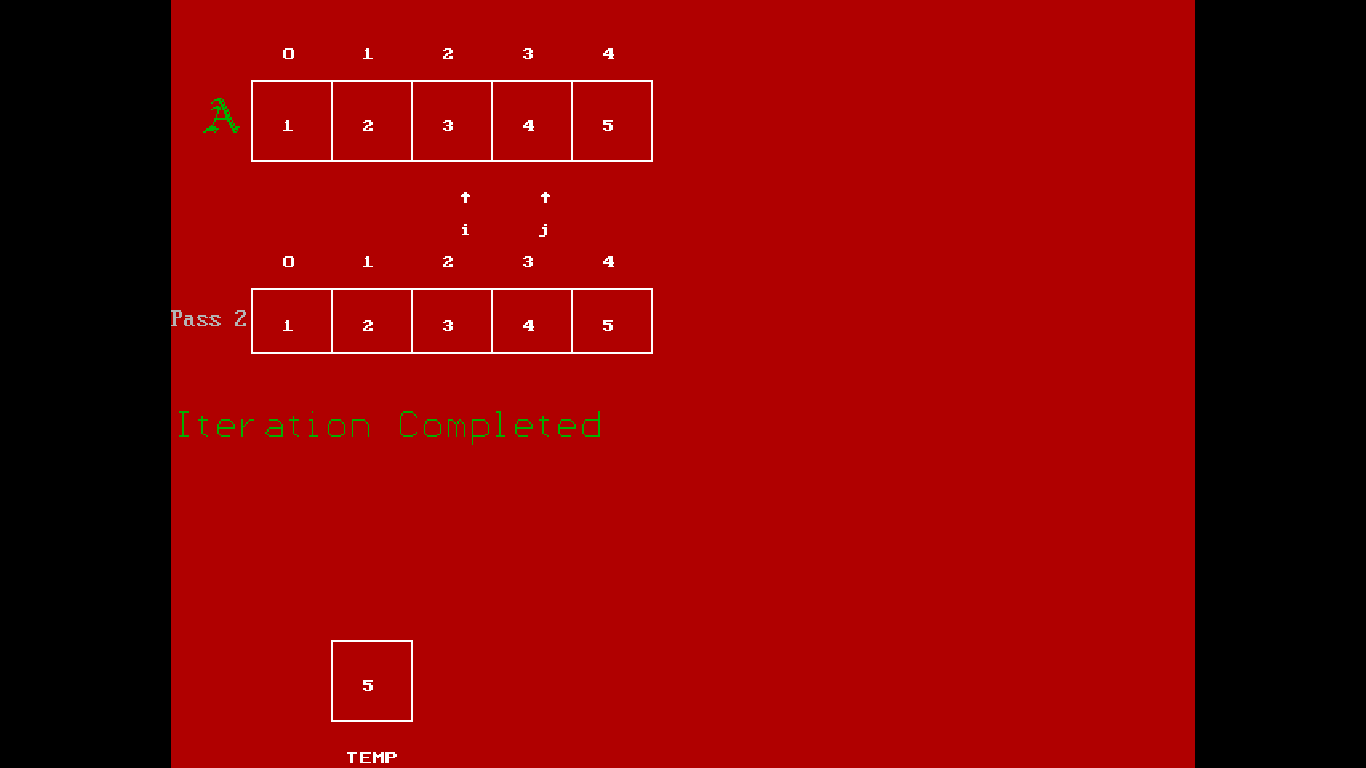 0 1 2 3 4
A 1 2 3 4 5
↑ ↑
i j
0 1 2 3 4
Pass 2 1 2 3 4 5
Iteration Completed
5
TEMP